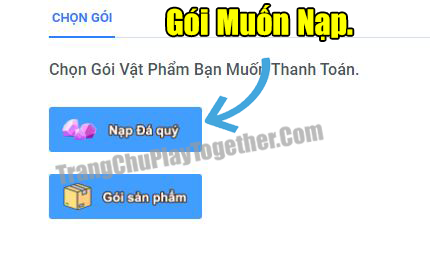 CHỌN GÓI
Gói Muốn Nạp.
Chọn Gói Vật Phẩm Bạn Muốn Thanh Toán.
Nạp Đá quý
TrangChuPlayTogether.Com
Gói sản phẩm